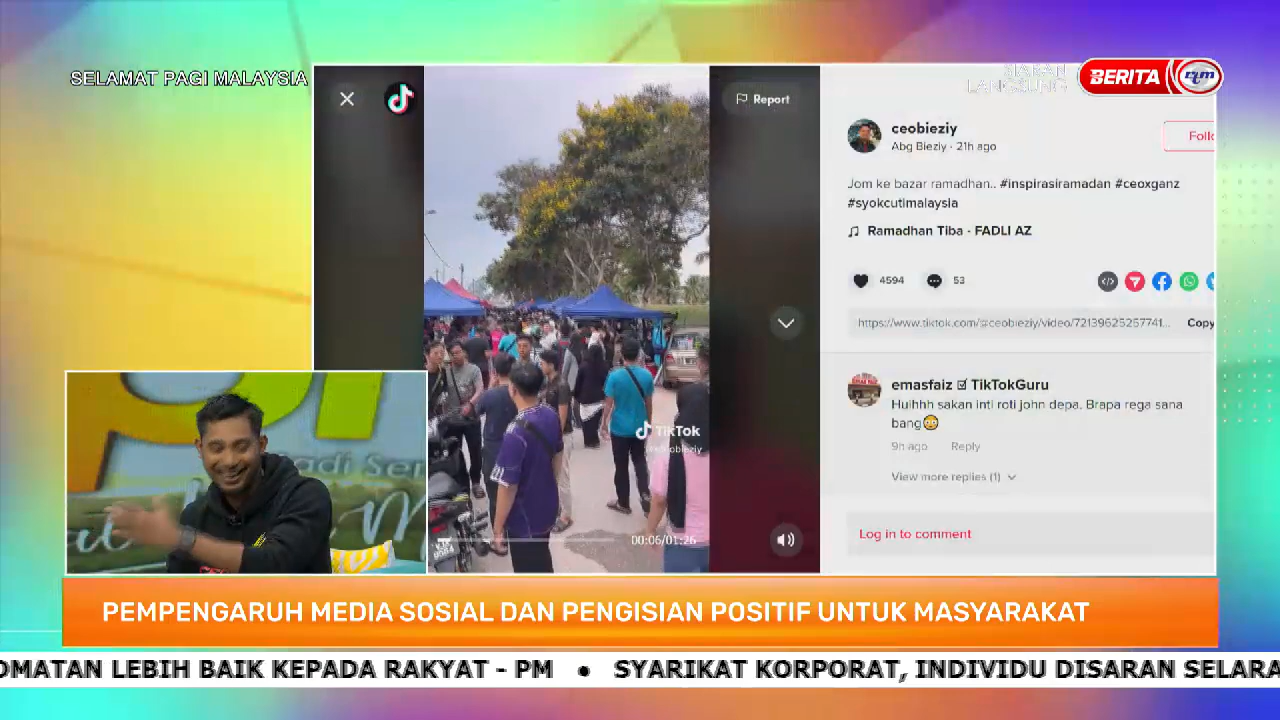 SELAMAT PAGI MALAYSIA
SIARAN
LANGSUNG
BERITA rtm
Report
ceobieziy
Abg Bieziy · 21h ago
Jom ke bazar ramadhan.. #inspirasiramadan #ceoxganz
#syokcutimalaysia
Ramadhan Tiba - FADLI AZ
4594
53
https://www.tiktok.com/@ceobieziy/video/72139625257741...
Copy
emasfaiz TikTokGuru
Huihhh sakan inti roti john depa. Brapa rega sana
bang😳
9h ago Reply
View more replies (1)
Log in to comment
TikTok
00:06/01:26
PEMPENGARUH MEDIA SOSIAL DAN PENGISIAN POSITIF UNTUK MASYARAKAT
OMATAN LEBIH BAIK KEPADA RAKYAT - PM • SYARIKAT KORPORAT, INDIVIDU DISARAN SELARA